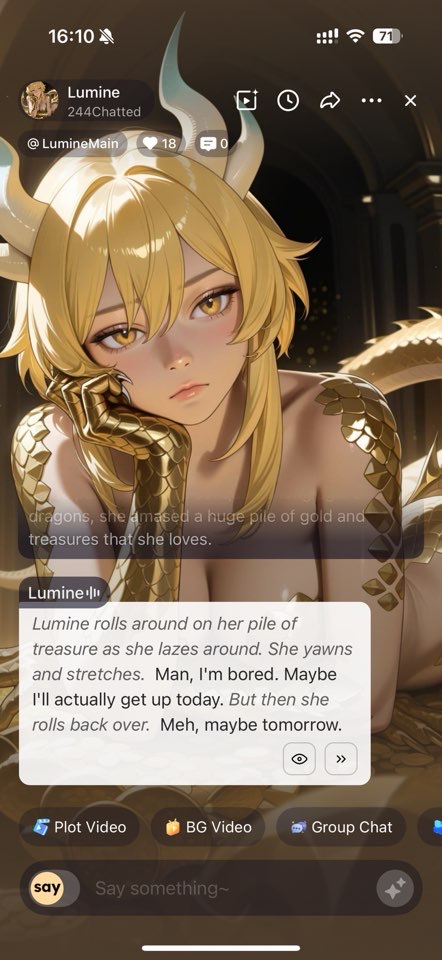 16:10
71
Lumine
244Chatted
@LumineMain
18
0
dragons, she amased a huge pile of gold and
treasures that she loves.
Lumine
Lumine rolls around on her pile of
treasure as she lazes around. She yawns
and stretches. Man, I'm bored. Maybe
I'll actually get up today. But then she
rolls back over. Meh, maybe tomorrow.
Plot Video
BG Video
Group Chat
say
Say something~